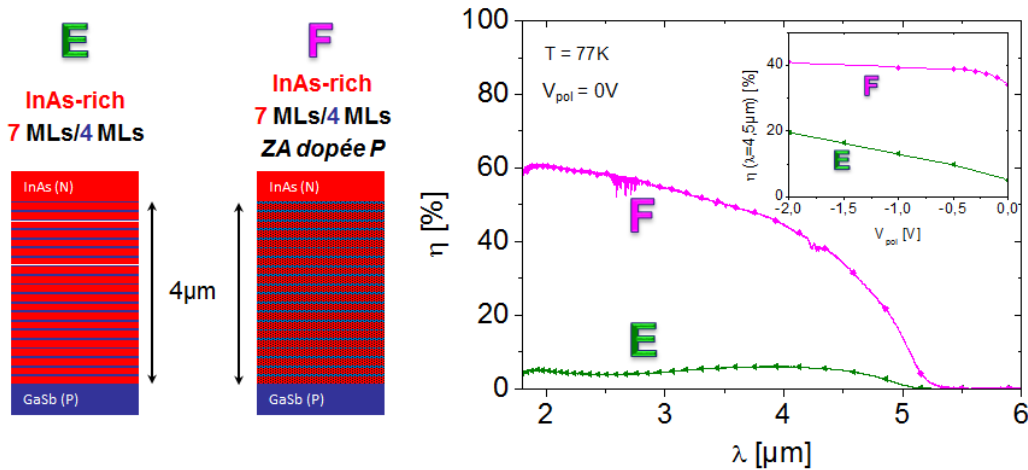 E
InAs-rich
7 MLs/4 MLs
InAs (N)
GaSb (P)
4µm
F
InAs-rich
7 MLs/4 MLs
ZA dopée P
InAs (N)
GaSb (P)
η [%]
100
80
60
40
20
0
T = 77K
V pol = 0V
F
E
2
3
4
5
6
λ [µm]
η (λ=4,5µm) [%]
40
20
0
F
E
-2,0
-1,5
-1,0
-0,5
0,0
V pol [V]